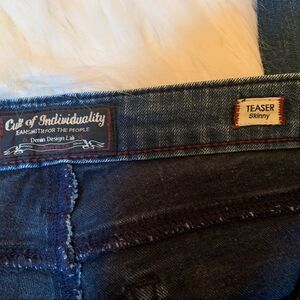 Cult of Individuality
JEANSMITH FOR THE PEOPLE
Denim Design Lab
TEASER
Skinny